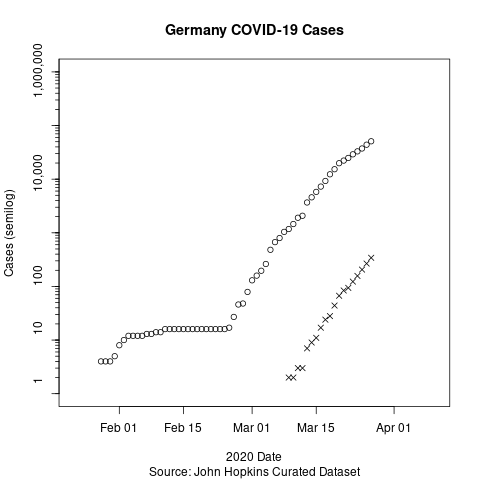 Germany COVID-19 Cases
Cases (semilog)
1,000,000
10,000
100
10
1
Feb 01 Feb 15 Mar 01 Mar 15 Apr 01
2020 Date
Source: John Hopkins Curated Dataset